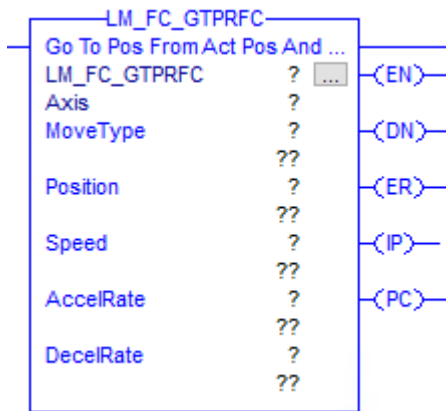 LM_FC_GTPRFC
Go To Pos From Act Pos And ...
LM_FC_GTPRFC ? ... (EN)
Axis ?
MoveType ? (DN)
??
Position ? (ER)
??
Speed ? (IP)
??
AccelRate ? (PC)
??
DecelRate ?
??